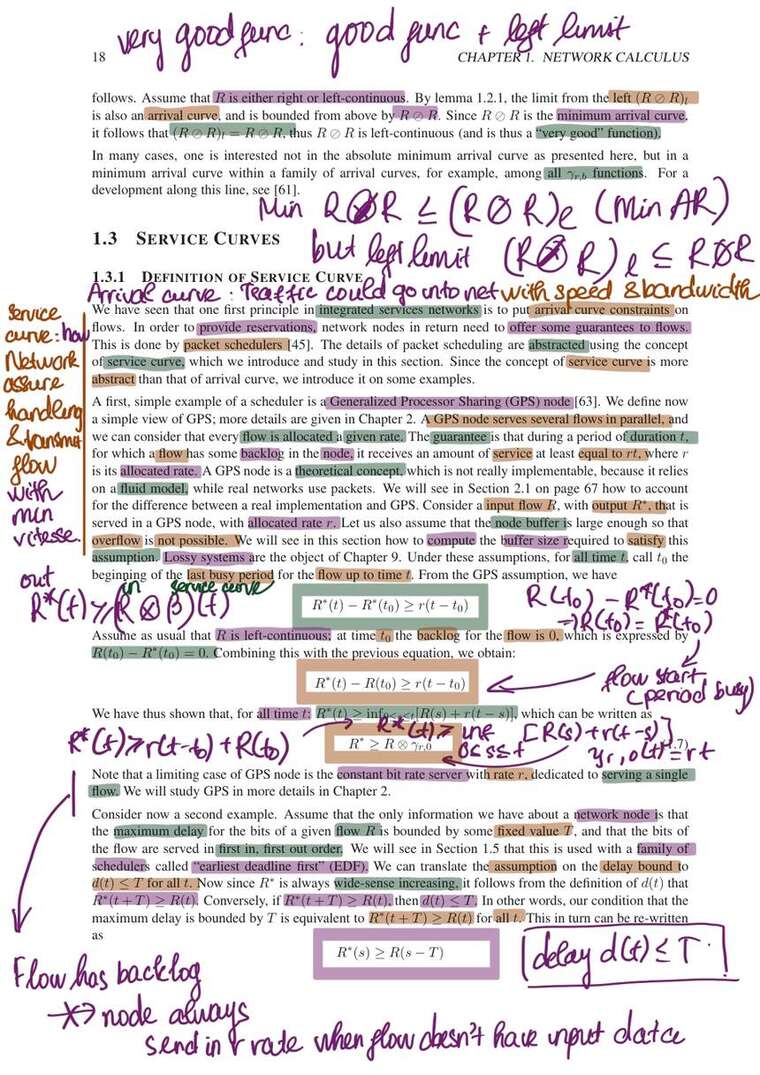 very good func : good func + left limit
18 CHAPTER 1. NETWORK CALCULUS
follows. Assume that R is either right or left-continuous. By lemma 1.2.1, the limit from the left (R ⊘ R)l
is also an arrival curve, and is bounded from above by R ⊘ R. Since R ⊘ R is the minimum arrival curve,
it follows that (R ⊘ R)l = R ⊘ R, thus R ⊘ R is left-continuous (and is thus a “very good” function).
In many cases, one is interested not in the absolute minimum arrival curve as presented here, but in a
minimum arrival curve within a family of arrival curves, for example, among all γr,b functions. For a
development along this line, see [61].
Min R⊘R ≤ (R⊘R)e (Min AR)
1.3 SERVICE CURVES
but left limit (R⊘R)e ≤ R⊘R
1.3.1 DEFINITION OF SERVICE CURVE
Arrival curve : Traffic could go into net with speed & bandwidth
We have seen that one first principle in integrated services networks is to put arrival curve constraints on
flows. In order to provide reservations, network nodes in return need to offer some guarantees to flows.
This is done by packet schedulers [45]. The details of packet scheduling are abstracted using the concept
of service curve, which we introduce and study in this section. Since the concept of service curve is more
abstract than that of arrival curve, we introduce it on some examples.
Service
curve : how
Network
assure
handling
& transmit
flow
with
min
vitesse.
A first, simple example of a scheduler is a Generalized Processor Sharing (GPS) node [63]. We define now
a simple view of GPS; more details are given in Chapter 2. A GPS node serves several flows in parallel, and
we can consider that every flow is allocated a given rate. The guarantee is that during a period of duration t,
for which a flow has some backlog in the node, it receives an amount of service at least equal to rt, where r
is its allocated rate. A GPS node is a theoretical concept, which is not really implementable, because it relies
on a fluid model, while real networks use packets. We will see in Section 2.1 on page 67 how to account
for the difference between a real implementation and GPS. Consider a input flow R, with output R*, that is
served in a GPS node, with allocated rate r. Let us also assume that the node buffer is large enough so that
overflow is not possible. We will see in this section how to compute the buffer size required to satisfy this
assumption. Lossy systems are the object of Chapter 9. Under these assumptions, for all time t, call t0 the
beginning of the last busy period for the flow up to time t. From the GPS assumption, we have
out in service curve
R*(t) ≥ (R ⊗ β)(t)
R*(t) − R*(t0) ≥ r(t − t0)
R(t0) − R*(t0) = 0
→ R(t0) = R*(t0)
Assume as usual that R is left-continuous; at time t0 the backlog for the flow is 0, which is expressed by
R(t0) − R*(t0) = 0. Combining this with the previous equation, we obtain:
R*(t) − R(t0) ≥ r(t − t0)
flow start
(period busy)
We have thus shown that, for all time t: R*(t) ≥ inf0≤s≤t[R(s) + r(t − s)], which can be written as
R*(t) ≥ r(t-t0) + R(t0)
R*(t) ≥ inf [R(s) + r(t-s)]
0≤s≤t
R* ≥ R ⊗ γr,0
γr,0(t) = rt
.7)
Note that a limiting case of GPS node is the constant bit rate server with rate r, dedicated to serving a single
flow. We will study GPS in more details in Chapter 2.
Consider now a second example. Assume that the only information we have about a network node is that
the maximum delay for the bits of a given flow R is bounded by some fixed value T, and that the bits of
the flow are served in first in, first out order. We will see in Section 1.5 that this is used with a family of
schedulers called “earliest deadline first” (EDF). We can translate the assumption on the delay bound to
d(t) ≤ T for all t. Now since R* is always wide-sense increasing, it follows from the definition of d(t) that
R*(t + T) ≥ R(t). Conversely, if R*(t + T) ≥ R(t), then d(t) ≤ T. In other words, our condition that the
maximum delay is bounded by T is equivalent to R*(t + T) ≥ R(t) for all t. This in turn can be re-written
as
R*(s) ≥ R(s − T)
delay d(t) ≤ T.
Flow has backlog
node always
send in r rate when flow doesn't have input data